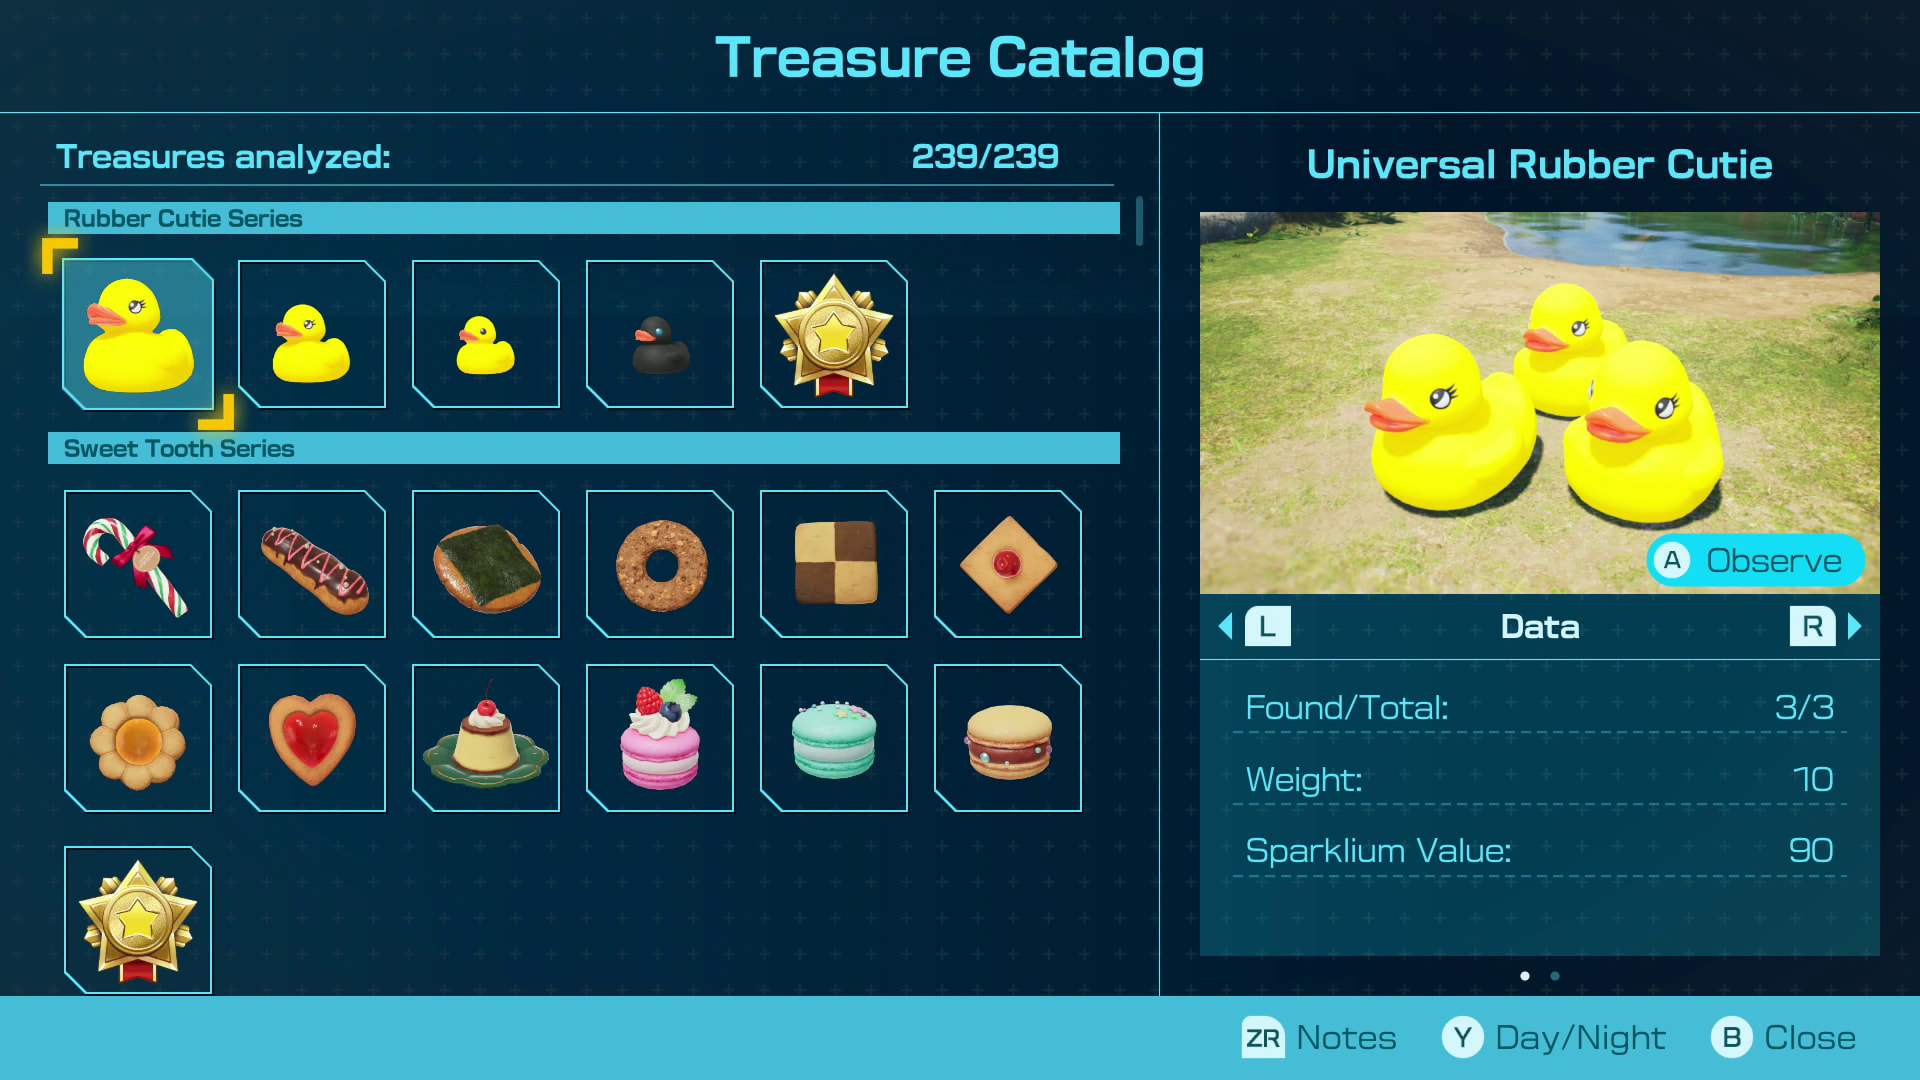 Treasure Catalog
Treasures analyzed: 239/239
Rubber Cutie Series
Sweet Tooth Series
Universal Rubber Cutie
A Observe
L Data R
Found/Total: 3/3
Weight: 10
Sparklium Value: 90
ZR Notes Y Day/Night B Close